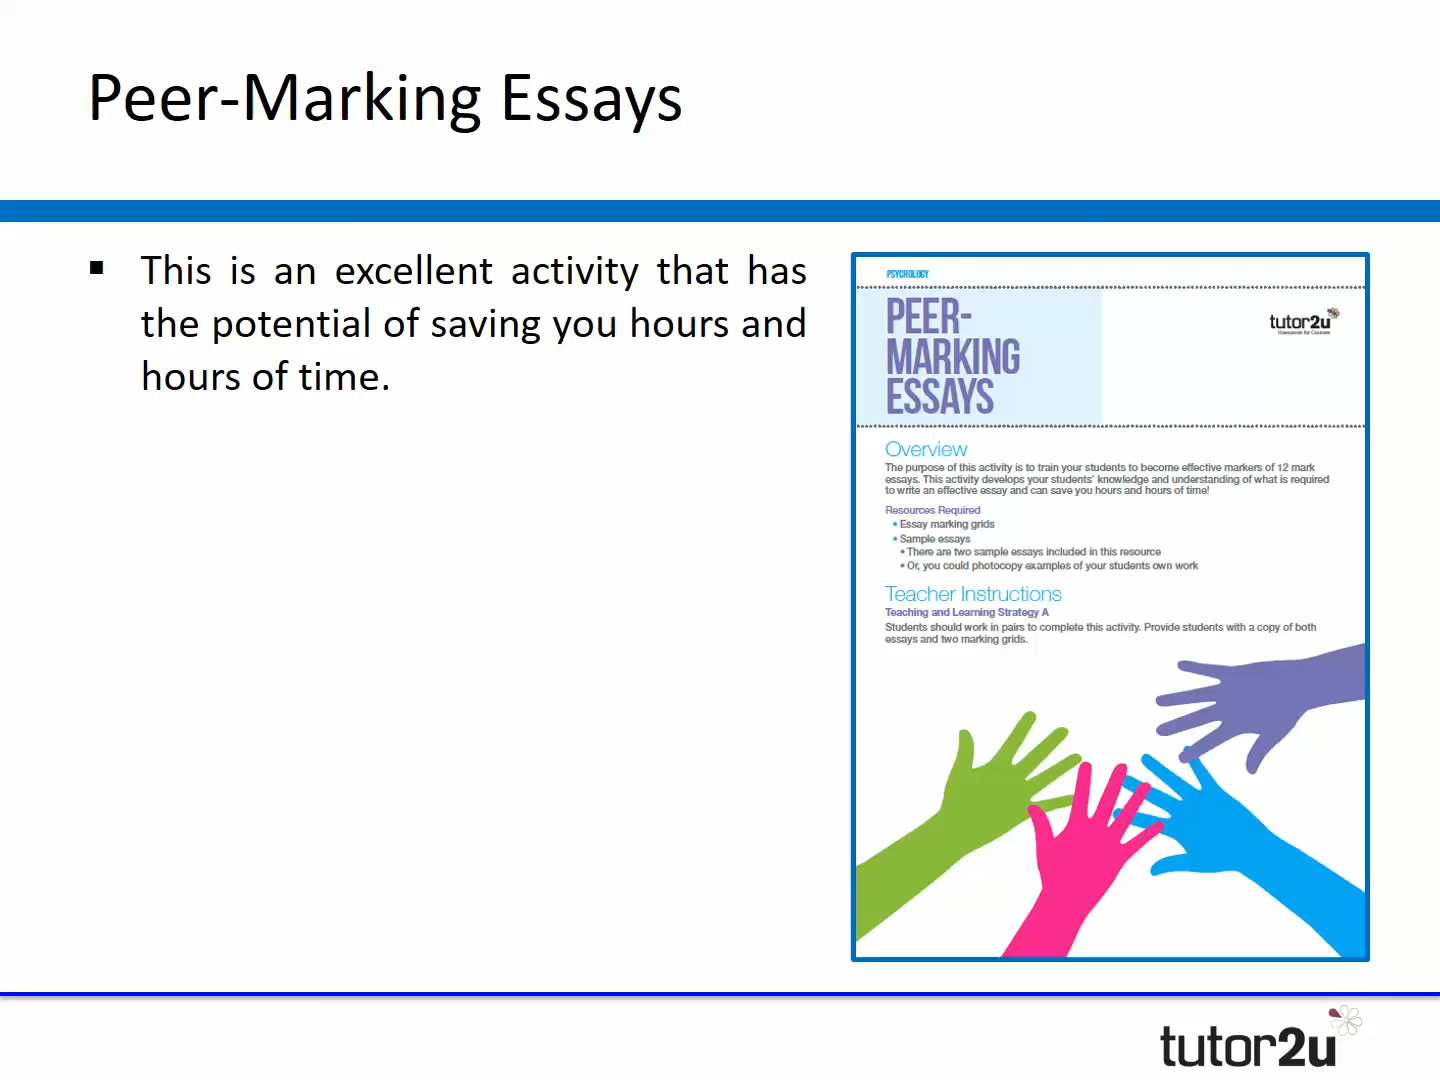 Peer-Marking Essays
▪ This is an excellent activity that has
the potential of saving you hours and
hours of time.
PSYCHOLOGY
PEER-
MARKING
ESSAYS
tutor2u
Resources for Courses
Overview
The purpose of this activity is to train your students to become effective markers of 12 mark
essays. This activity develops your students' knowledge and understanding of what is required
to write an effective essay and can save you hours and hours of time!
Resources Required
• Essay marking grids
• Sample essays
• There are two sample essays included in this resource
• Or, you could photocopy examples of your students own work
Teacher Instructions
Teaching and Learning Strategy A
Students should work in pairs to complete this activity. Provide students with a copy of both
essays and two marking grids.
tutor2u